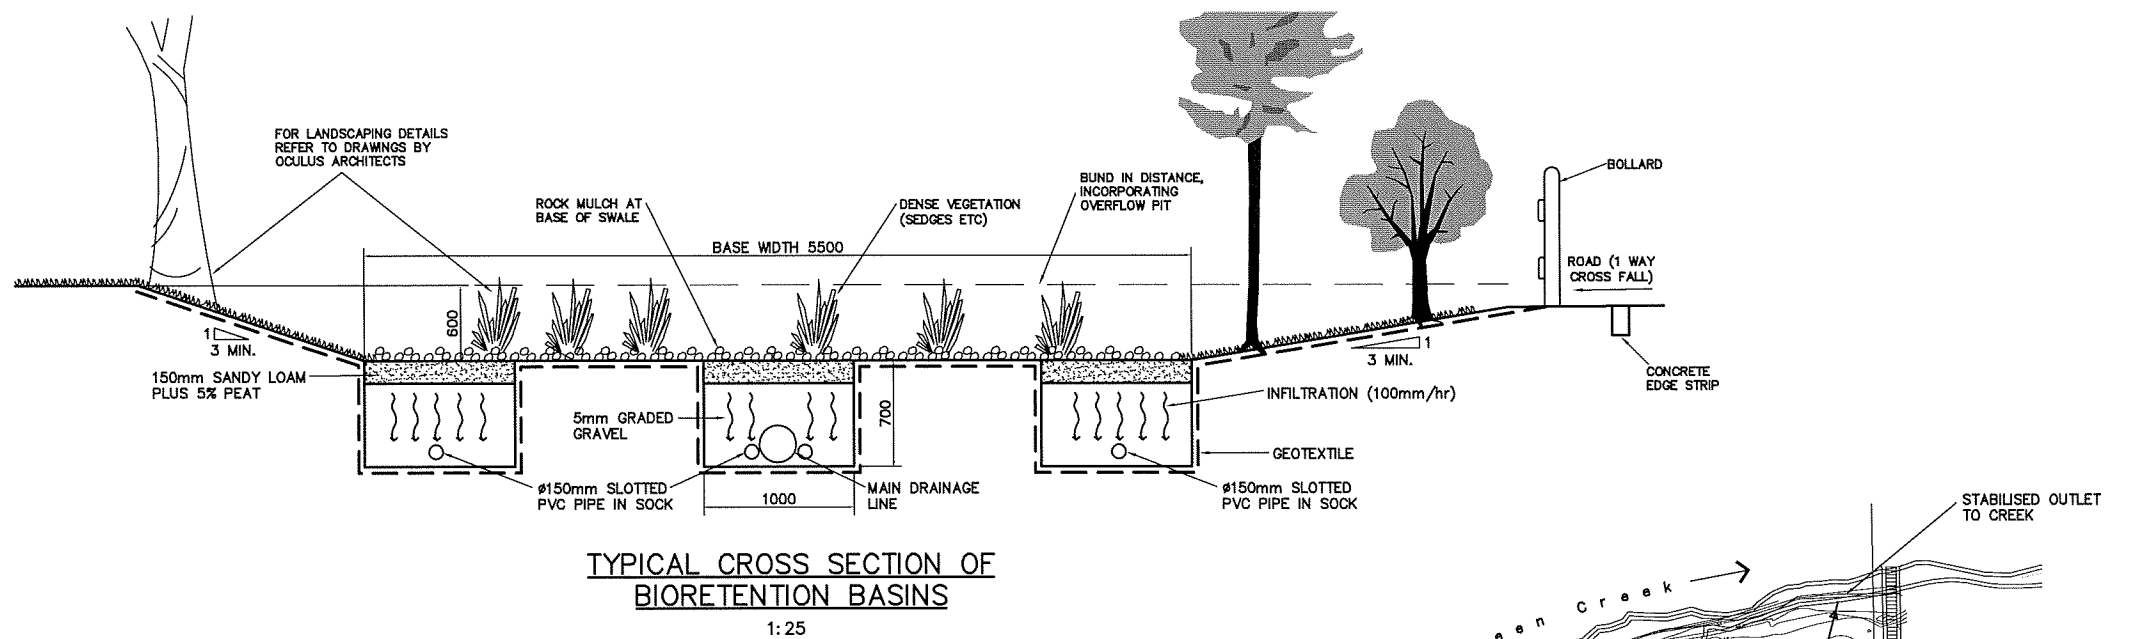 FOR LANDSCAPING DETAILS
REFER TO DRAWINGS BY
OCULUS ARCHITECTS
ROCK MULCH AT
BASE OF SWALE
DENSE VEGETATION
(SEDGES ETC)
BUND IN DISTANCE,
INCORPORATING
OVERFLOW PIT
BOLLARD
BASE WIDTH 5500
ROAD (1 WAY
CROSS FALL)
600
1
3 MIN.
1
3 MIN.
150mm SANDY LOAM
PLUS 5% PEAT
CONCRETE
EDGE STRIP
INFILTRATION (100mm/hr)
5mm GRADED
GRAVEL
700
GEOTEXTILE
ø150mm SLOTTED
PVC PIPE IN SOCK
1000
MAIN DRAINAGE
LINE
ø150mm SLOTTED
PVC PIPE IN SOCK
STABILISED OUTLET
TO CREEK
TYPICAL CROSS SECTION OF
BIORETENTION BASINS
1:25
Creek